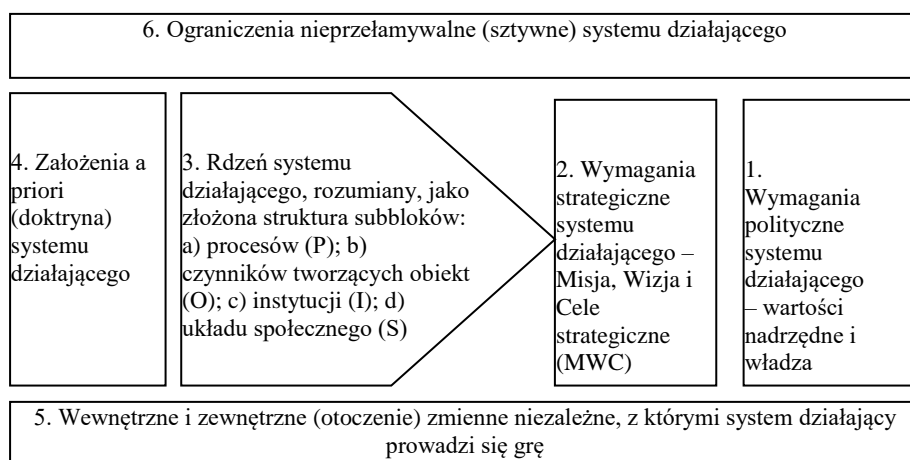 6. Ograniczenia nieprzełamywalne (sztywne) systemu działającego
4. Założenia a
priori
(doktryna)
systemu
działającego
3. Rdzeń systemu
działającego, rozumiany, jako
złożona struktura subbloków:
a) procesów (P); b)
czynników tworzących obiekt
(O); c) instytucji (I); d)
układu społecznego (S)
2. Wymagania
strategiczne
systemu
działającego –
Misja, Wizja i
Cele
strategiczne
(MWC)
1.
Wymagania
polityczne
systemu
działającego
– wartości
nadrzędne i
władza
5. Wewnętrzne i zewnętrzne (otoczenie) zmienne niezależne, z którymi system działający
prowadzi się grę